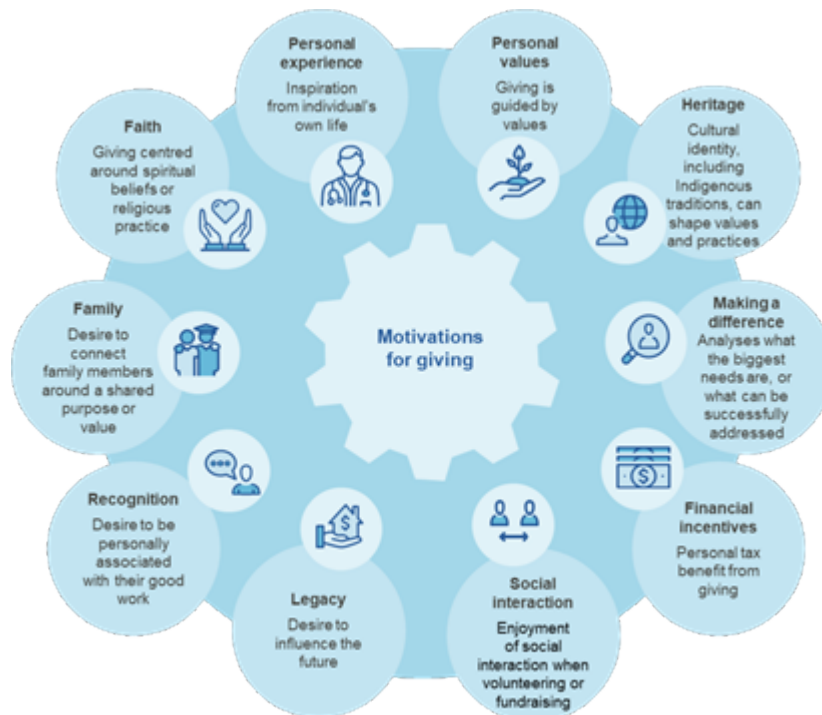 Personal
experience
Inspiration
from individual's
own life
Personal
values
Giving is
guided by
values
Heritage
Cultural
identity,
including
Indigenous
traditions, can
shape values
and practices
Making a
difference
Analyses what
the biggest
needs are, or
what can be
successfully
addressed
Financial
incentives
Personal tax
benefit from
giving
Social
interaction
Enjoyment
of social
interaction when
volunteering or
fundraising
Legacy
Desire to
influence the
future
Recognition
Desire to be
personally
associated
with their good
work
Family
Desire to
connect
family members
around a shared
purpose or
value
Faith
Giving centred
around spiritual
beliefs or
religious
practice
Motivations
for giving